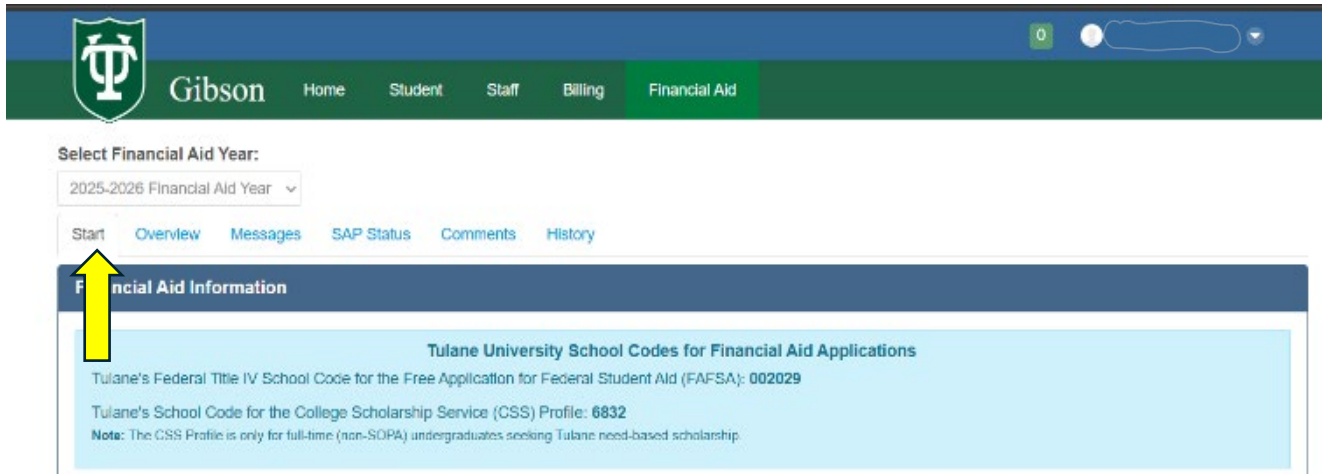 0
Gibson Home Student Staff Billing Financial Aid
Select Financial Aid Year:
2025-2026 Financial Aid Year
Start Overview Messages SAP Status Comments History
Financial Aid Information
Tulane University School Codes for Financial Aid Applications
Tulane's Federal Title IV School Code for the Free Application for Federal Student Aid (FAFSA): 002029
Tulane's School Code for the College Scholarship Service (CSS) Profile: 6832
Note: The CSS Profile is only for full-time (non-SOPA) undergraduates seeking Tulane need-based scholarship.